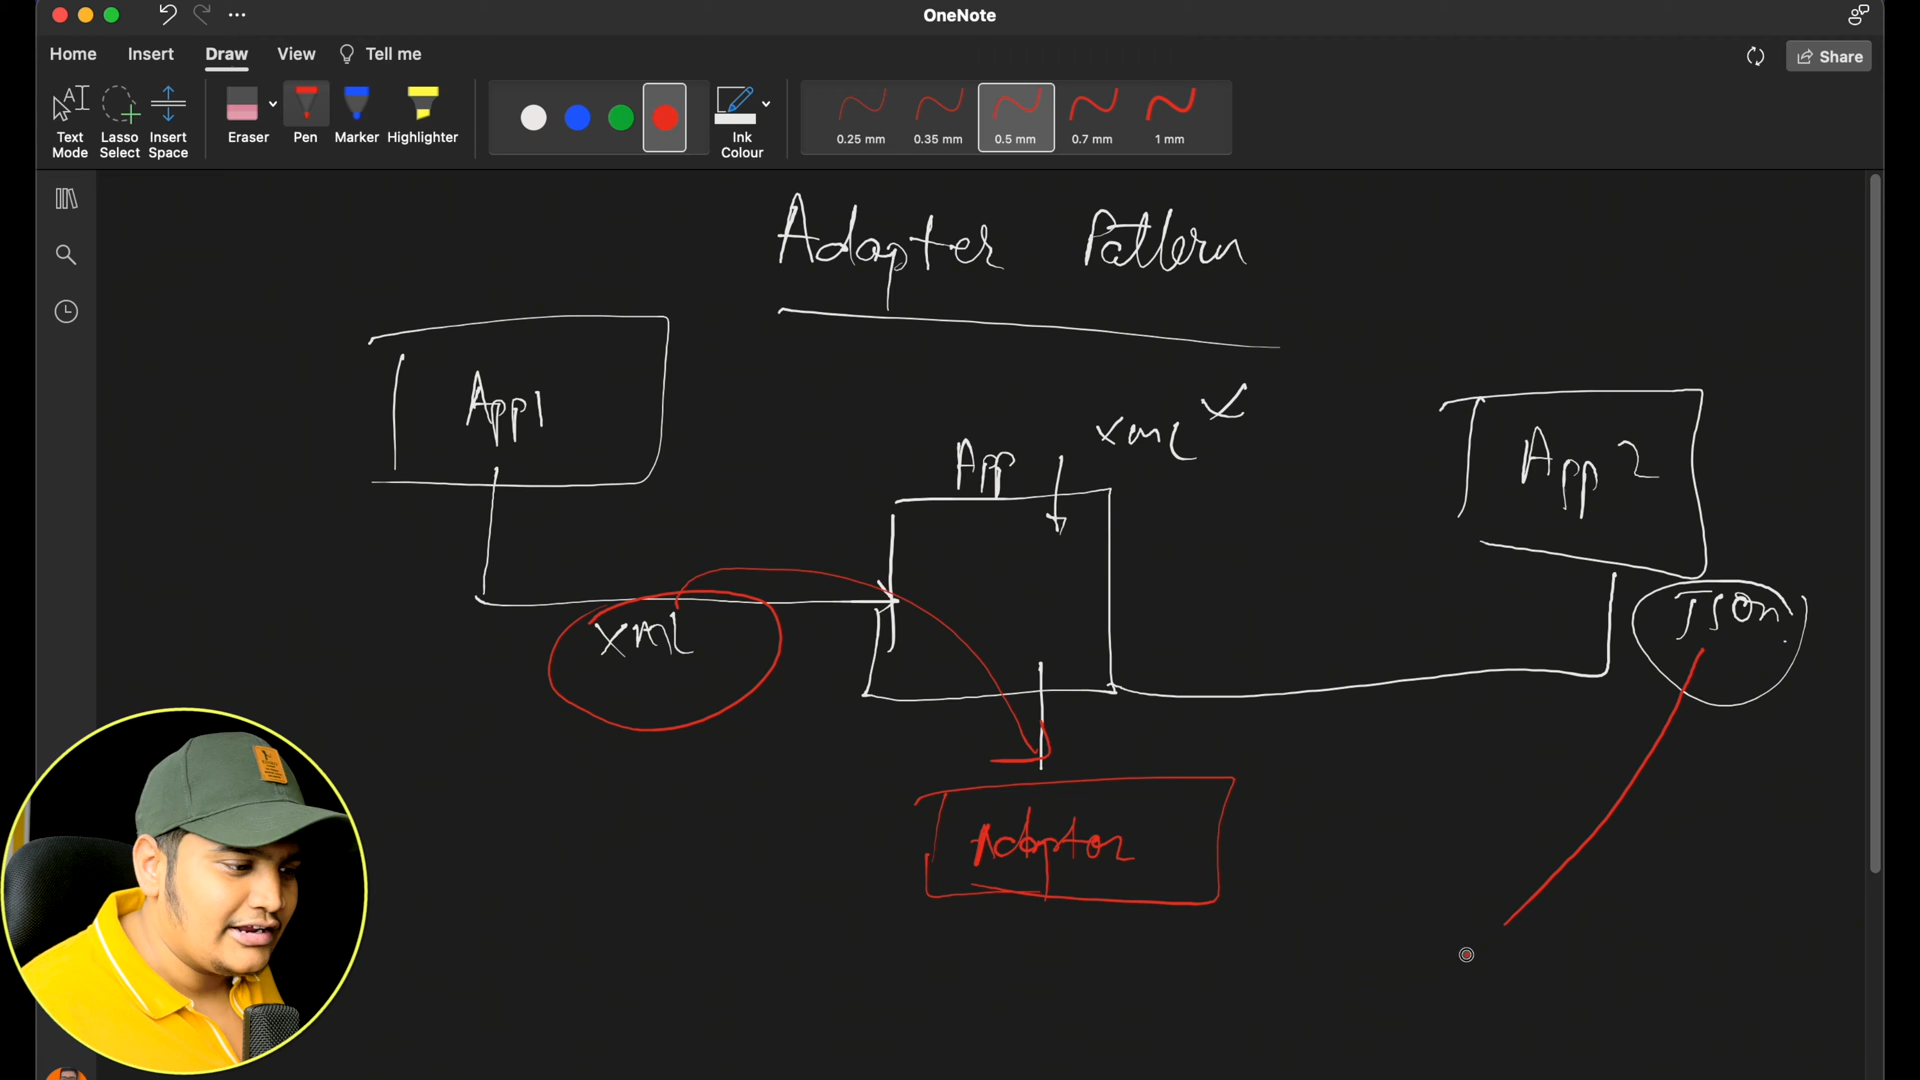 OneNote
Home Insert Draw View Tell me
Share
Text Mode
Lasso Select
Insert Space
Eraser
Pen
Marker
Highlighter
Ink Colour
0.25 mm
0.35 mm
0.5 mm
0.7 mm
1 mm
Adapter Pattern
App1
App
xml
App 2
xml
JSON
Adaptor